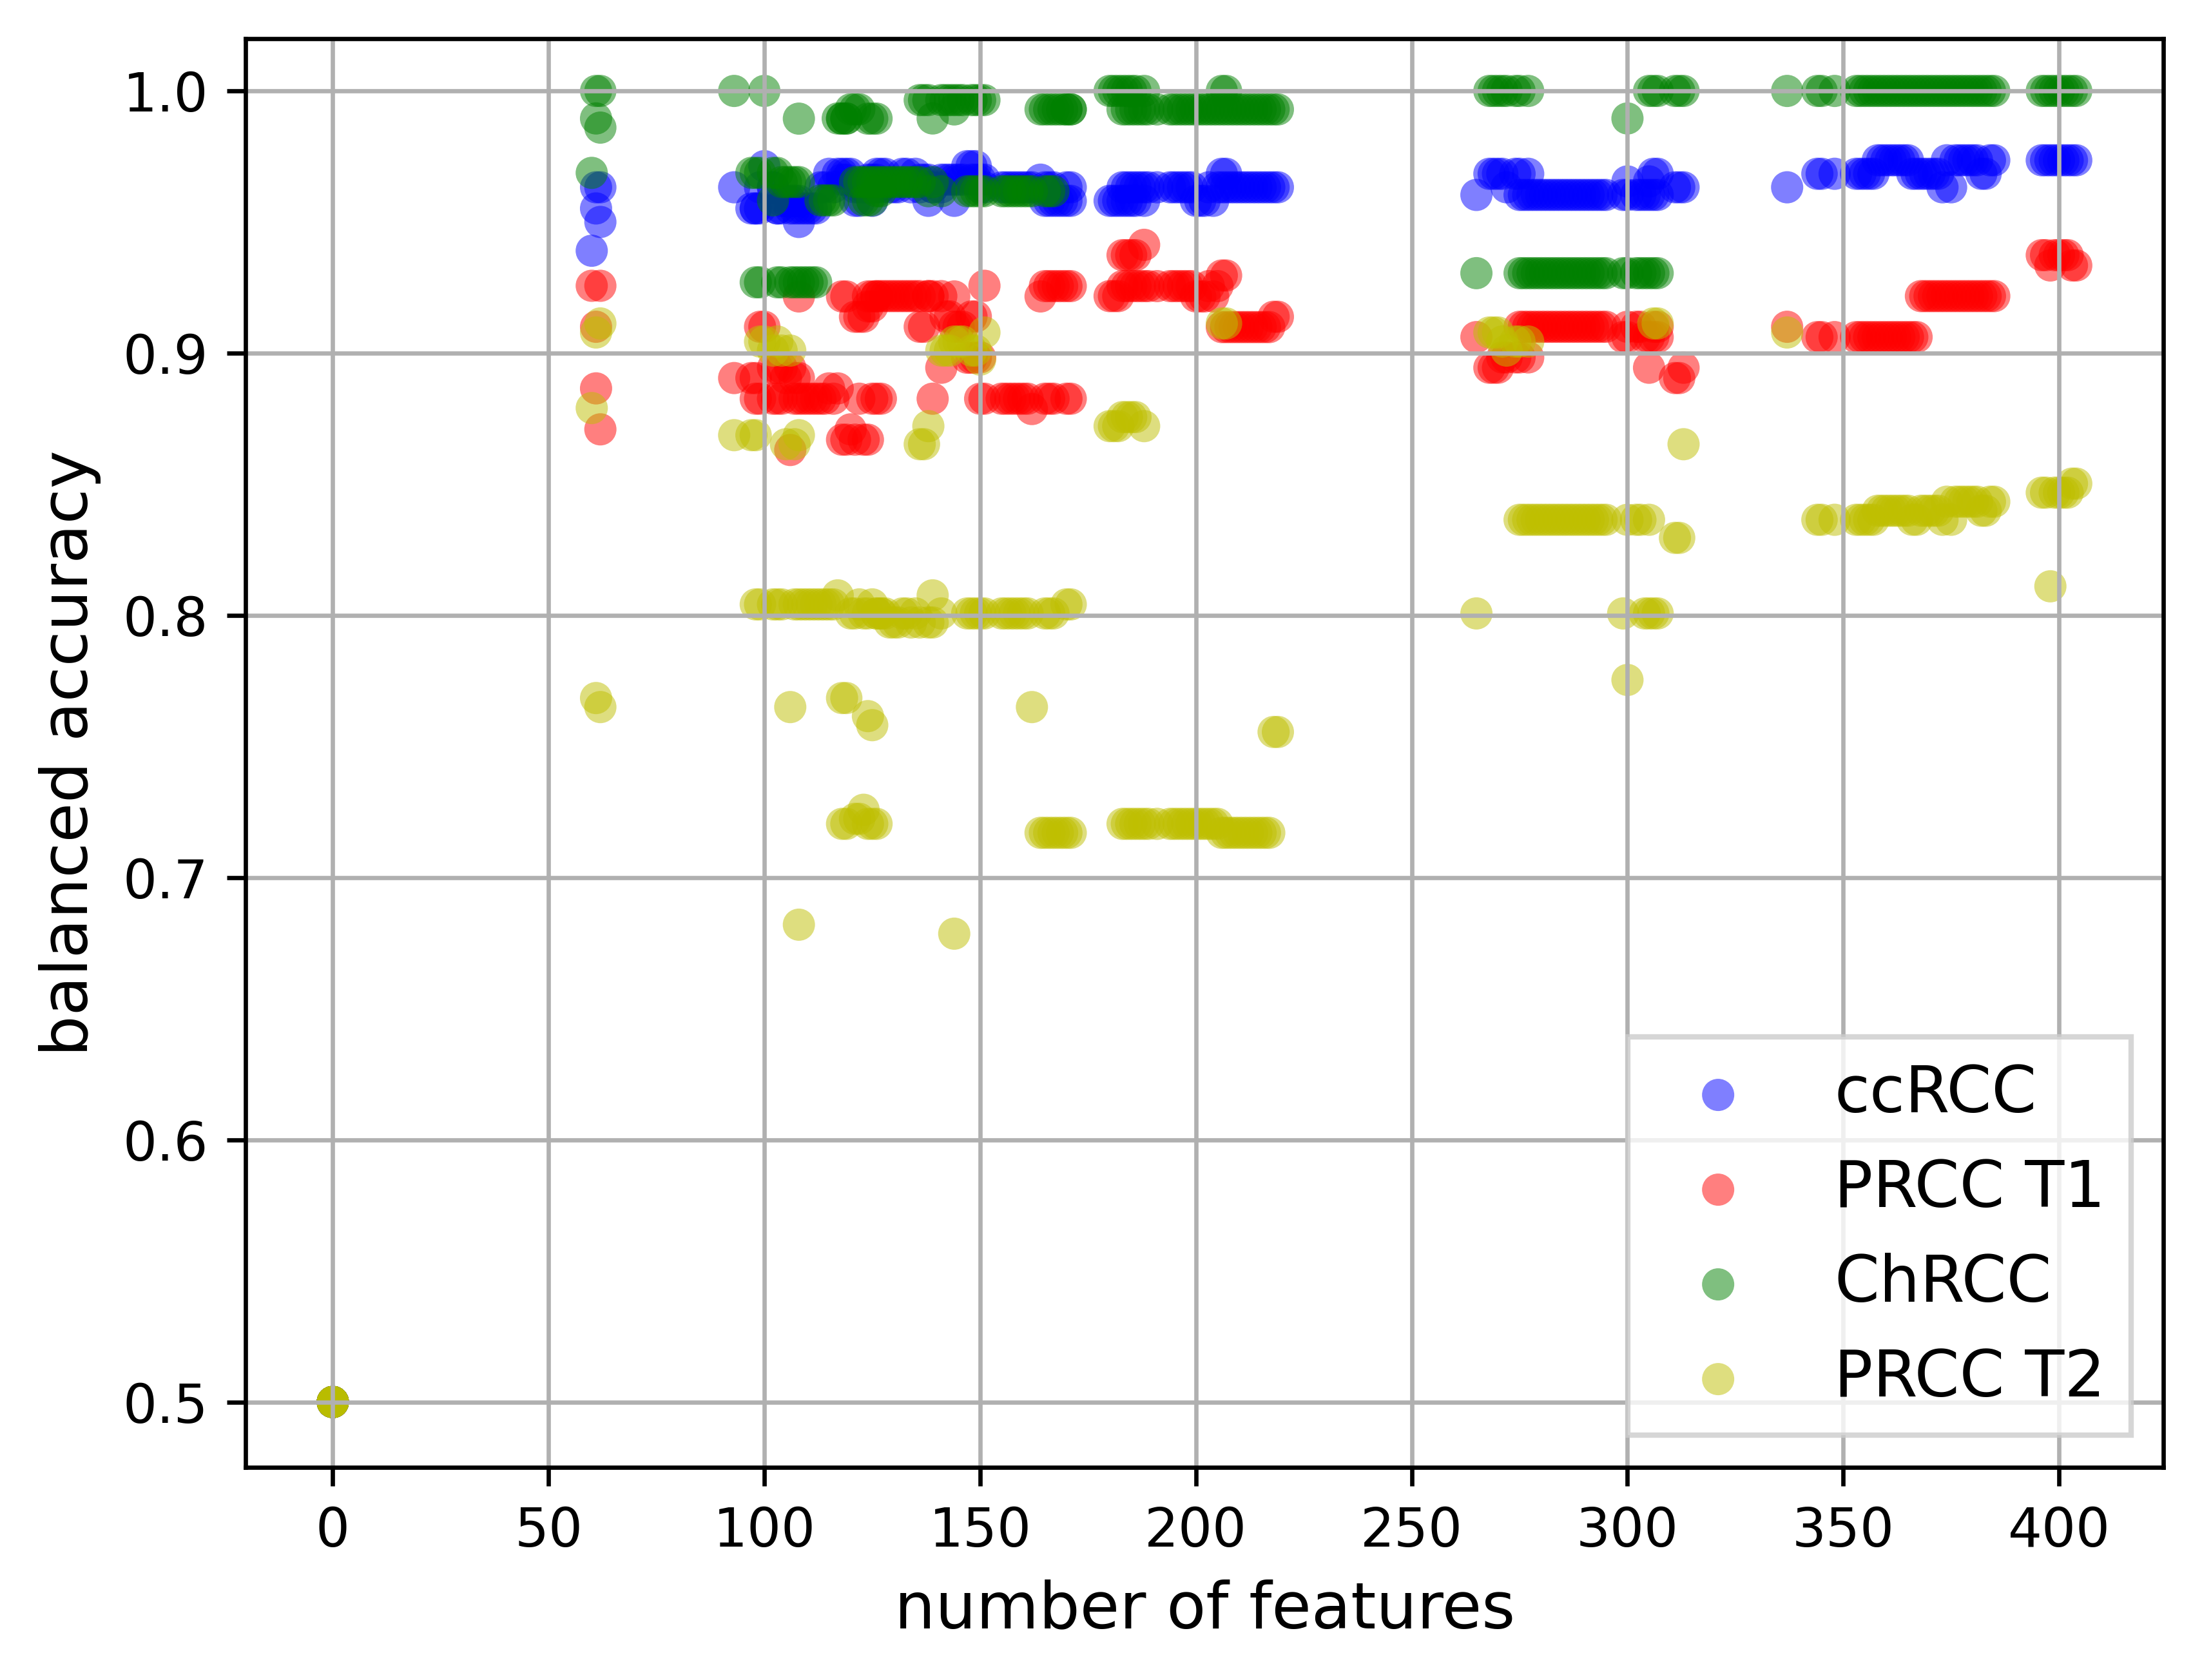 balanced accuracy
1.0
0.9
0.8
0.7
0.6
0.5
ccRCC
PRCC T1
ChRCC
PRCC T2
0 50 100 150 200 250 300 350 400
number of features